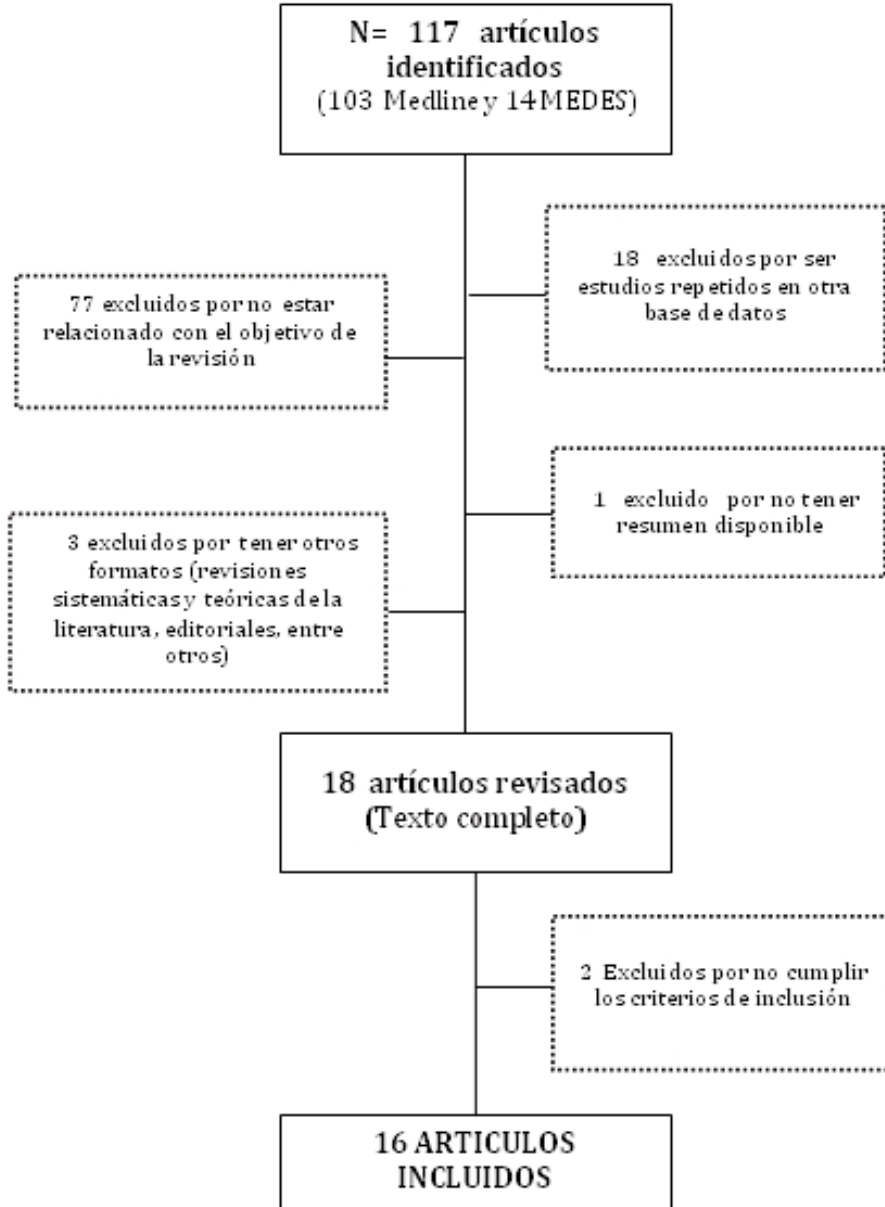 N= 117 artículos
identificados
(103 Medline y 14 MEDES)
18 excluidos por ser
estudios repetidos en otra
base de datos
77 excluidos por no estar
relacionado con el objetivo de
la revisión
1 excluido por no tener
resumen disponible
3 excluidos por tener otros
formatos (revisiones
sistemáticas y teóricas de la
literatura, editoriales, entre
otros)
18 artículos revisados
(Texto completo)
2 Excluidos por no cumplir
los criterios de inclusión
16 ARTICULOS
INCLUIDOS